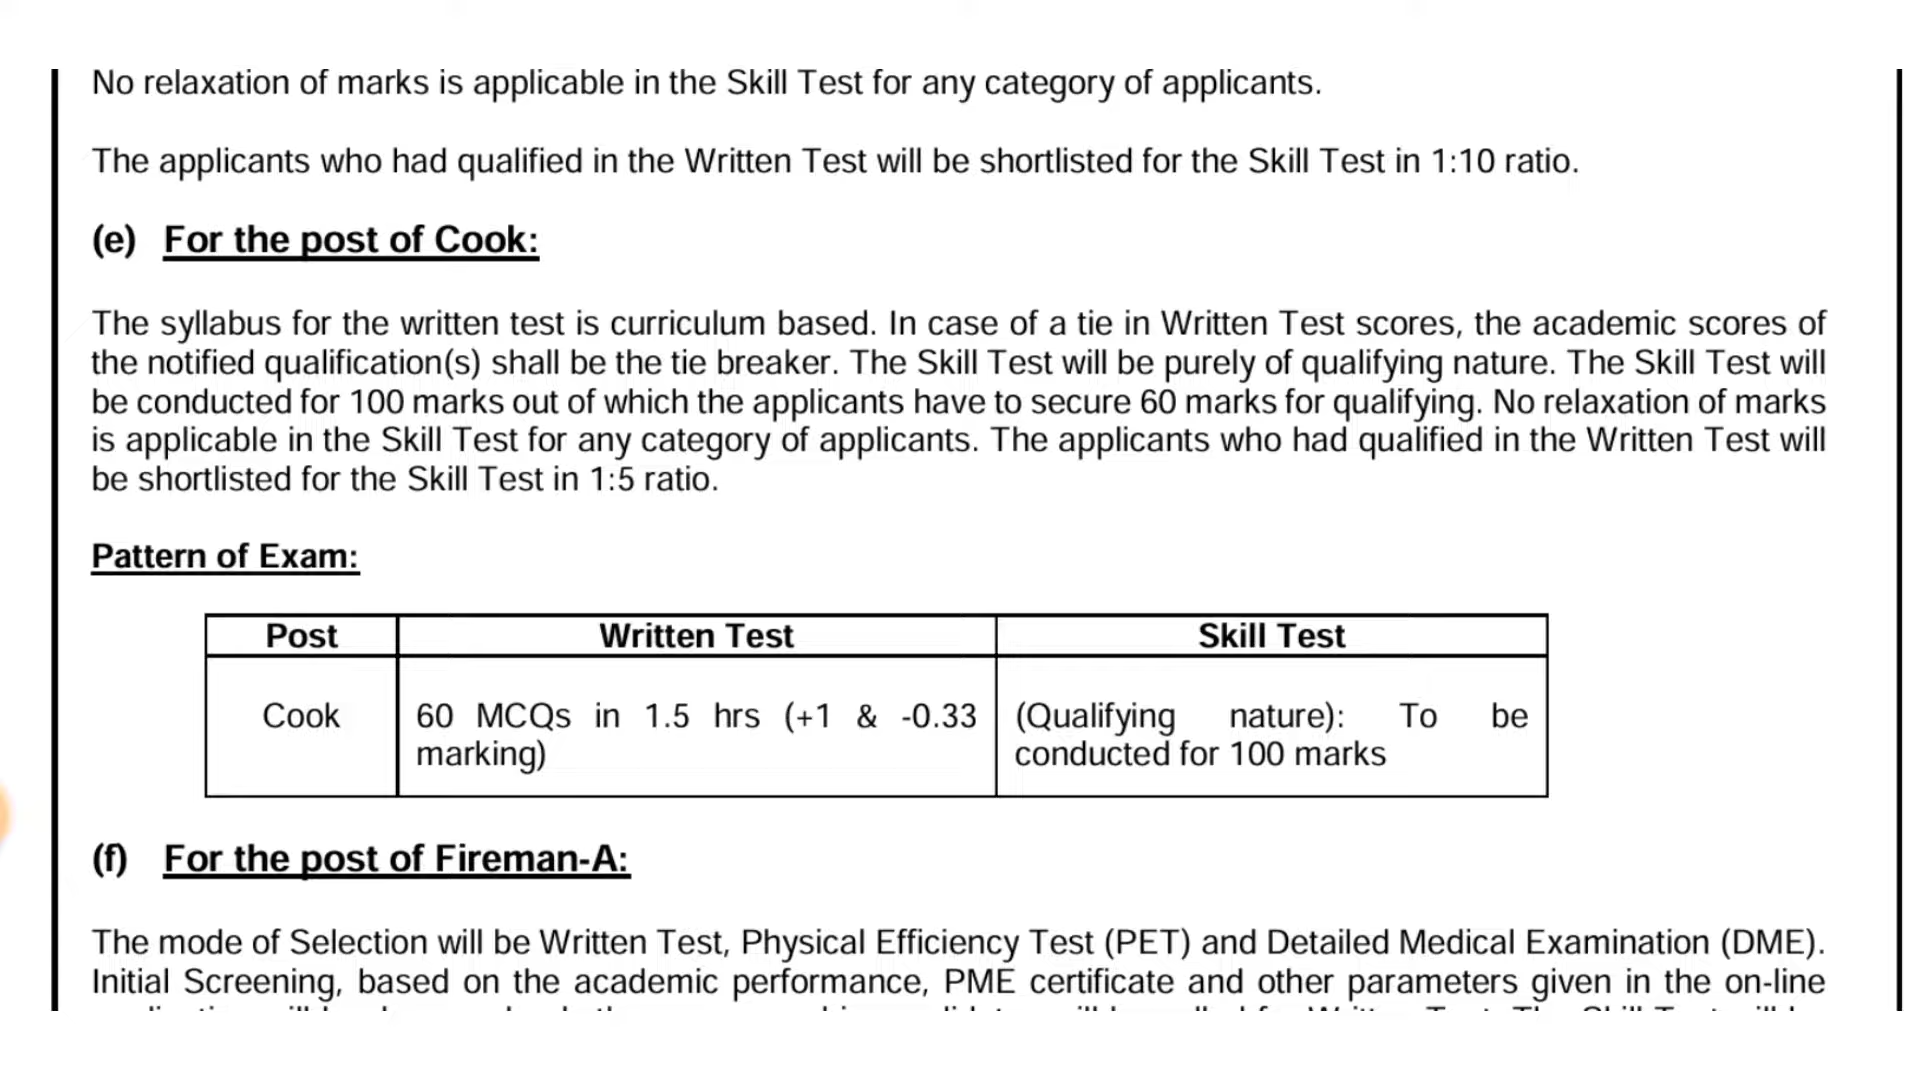 No relaxation of marks is applicable in the Skill Test for any category of applicants.
The applicants who had qualified in the Written Test will be shortlisted for the Skill Test in 1:10 ratio.
(e) For the post of Cook:
The syllabus for the written test is curriculum based. In case of a tie in Written Test scores, the academic scores of
the notified qualification(s) shall be the tie breaker. The Skill Test will be purely of qualifying nature. The Skill Test will
be conducted for 100 marks out of which the applicants have to secure 60 marks for qualifying. No relaxation of marks
is applicable in the Skill Test for any category of applicants. The applicants who had qualified in the Written Test will
be shortlisted for the Skill Test in 1:5 ratio.
Pattern of Exam:
Post Written Test Skill Test
Cook 60 MCQs in 1.5 hrs (+1 & -0.33 (Qualifying nature): To be
marking) conducted for 100 marks
(f) For the post of Fireman-A:
The mode of Selection will be Written Test, Physical Efficiency Test (PET) and Detailed Medical Examination (DME).
Initial Screening, based on the academic performance, PME certificate and other parameters given in the on-line